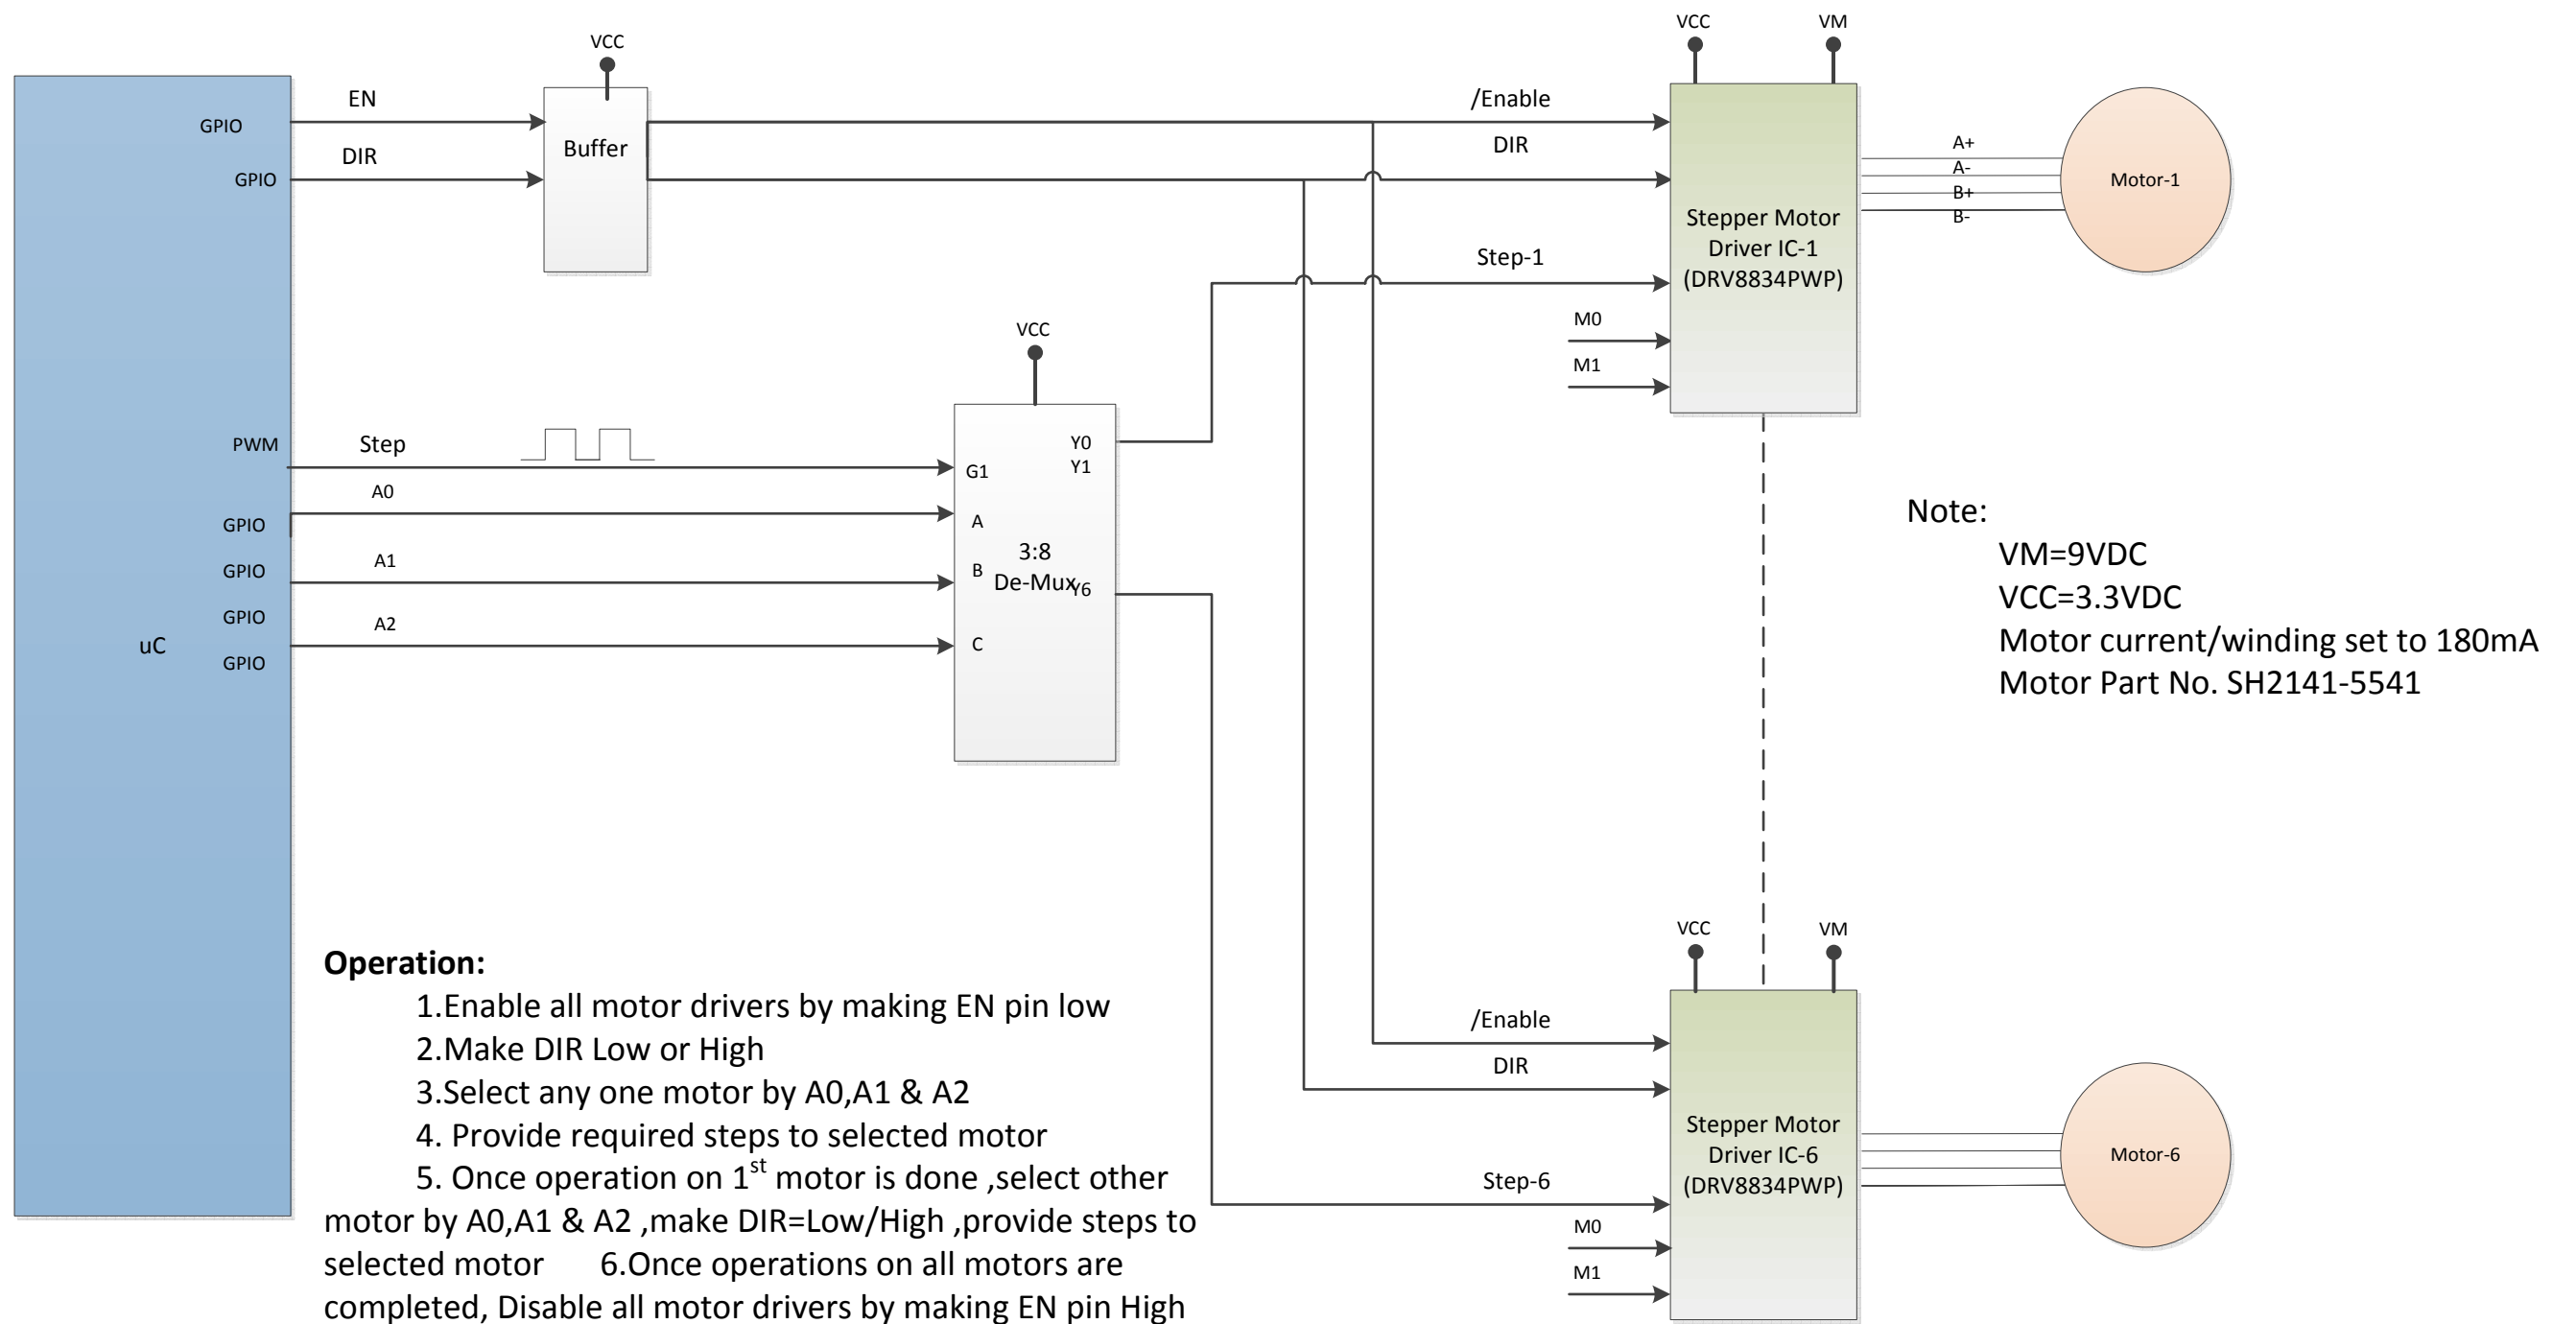 VCC
VM
VCC
GPIO
EN
Buffer
/Enable
GPIO
DIR
DIR
A+
A-
B+
B-
Motor-1
Stepper Motor
Driver IC-1
(DRV8834PWP)
Step-1
M0
M1
VCC
PWM
Step
G1
Y0
Y1
A0
GPIO
A
A1
GPIO
B
3:8
De-Mux
Y6
GPIO
A2
C
uC
GPIO
Note:
VM=9VDC
VCC=3.3VDC
Motor current/winding set to 180mA
Motor Part No. SH2141-5541
VCC
VM
/Enable
DIR
Stepper Motor
Driver IC-6
(DRV8834PWP)
Motor-6
Step-6
M0
M1
Operation:
1.Enable all motor drivers by making EN pin low
2.Make DIR Low or High
3.Select any one motor by A0,A1 & A2
4. Provide required steps to selected motor
5. Once operation on 1st motor is done ,select other
motor by A0,A1 & A2 ,make DIR=Low/High ,provide steps to
selected motor 6.Once operations on all motors are
completed, Disable all motor drivers by making EN pin High